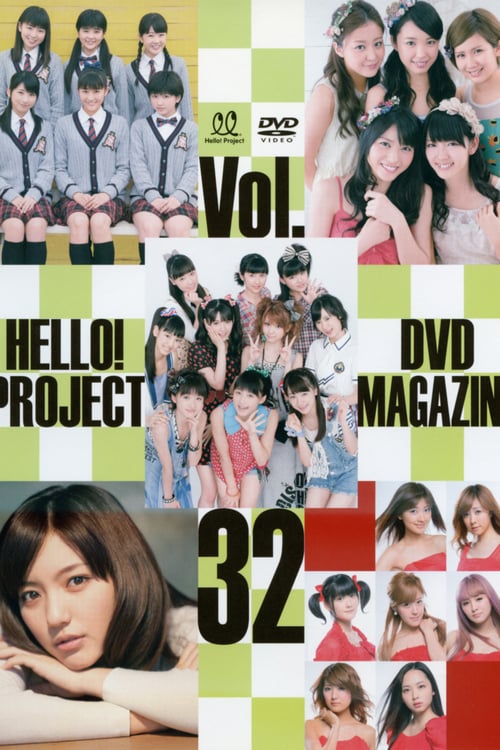 Hello! Project
DVD
VIDEO
Vol.
HELLO!
PROJECT
DVD
MAGAZIN
32